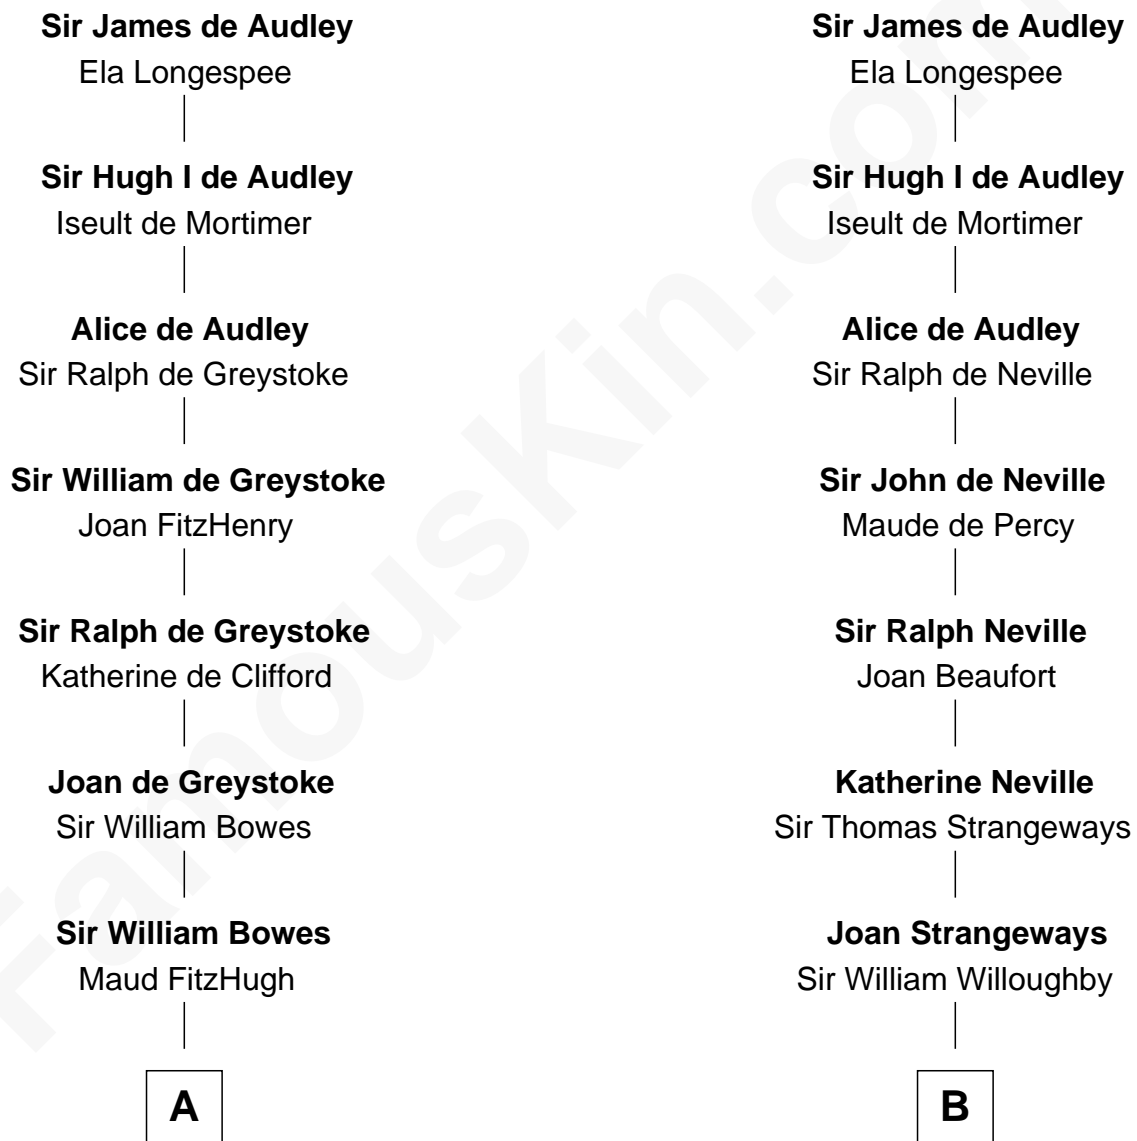 Sir James de Audley
Ela Longespee
Sir Hugh I de Audley
Iseult de Mortimer
Alice de Audley
Sir Ralph de Greystoke
Sir William de Greystoke
Joan FitzHenry
Sir Ralph de Greystoke
Katherine de Clifford
Joan de Greystoke
Sir William Bowes
Sir William Bowes
Maud FitzHugh
A
Sir James de Audley
Ela Longespee
Sir Hugh I de Audley
Iseult de Mortimer
Alice de Audley
Sir Ralph de Neville
Sir John de Neville
Maude de Percy
Sir Ralph Neville
Joan Beaufort
Katherine Neville
Sir Thomas Strangeways
Joan Strangeways
Sir William Willoughby
B
FamousKin.com